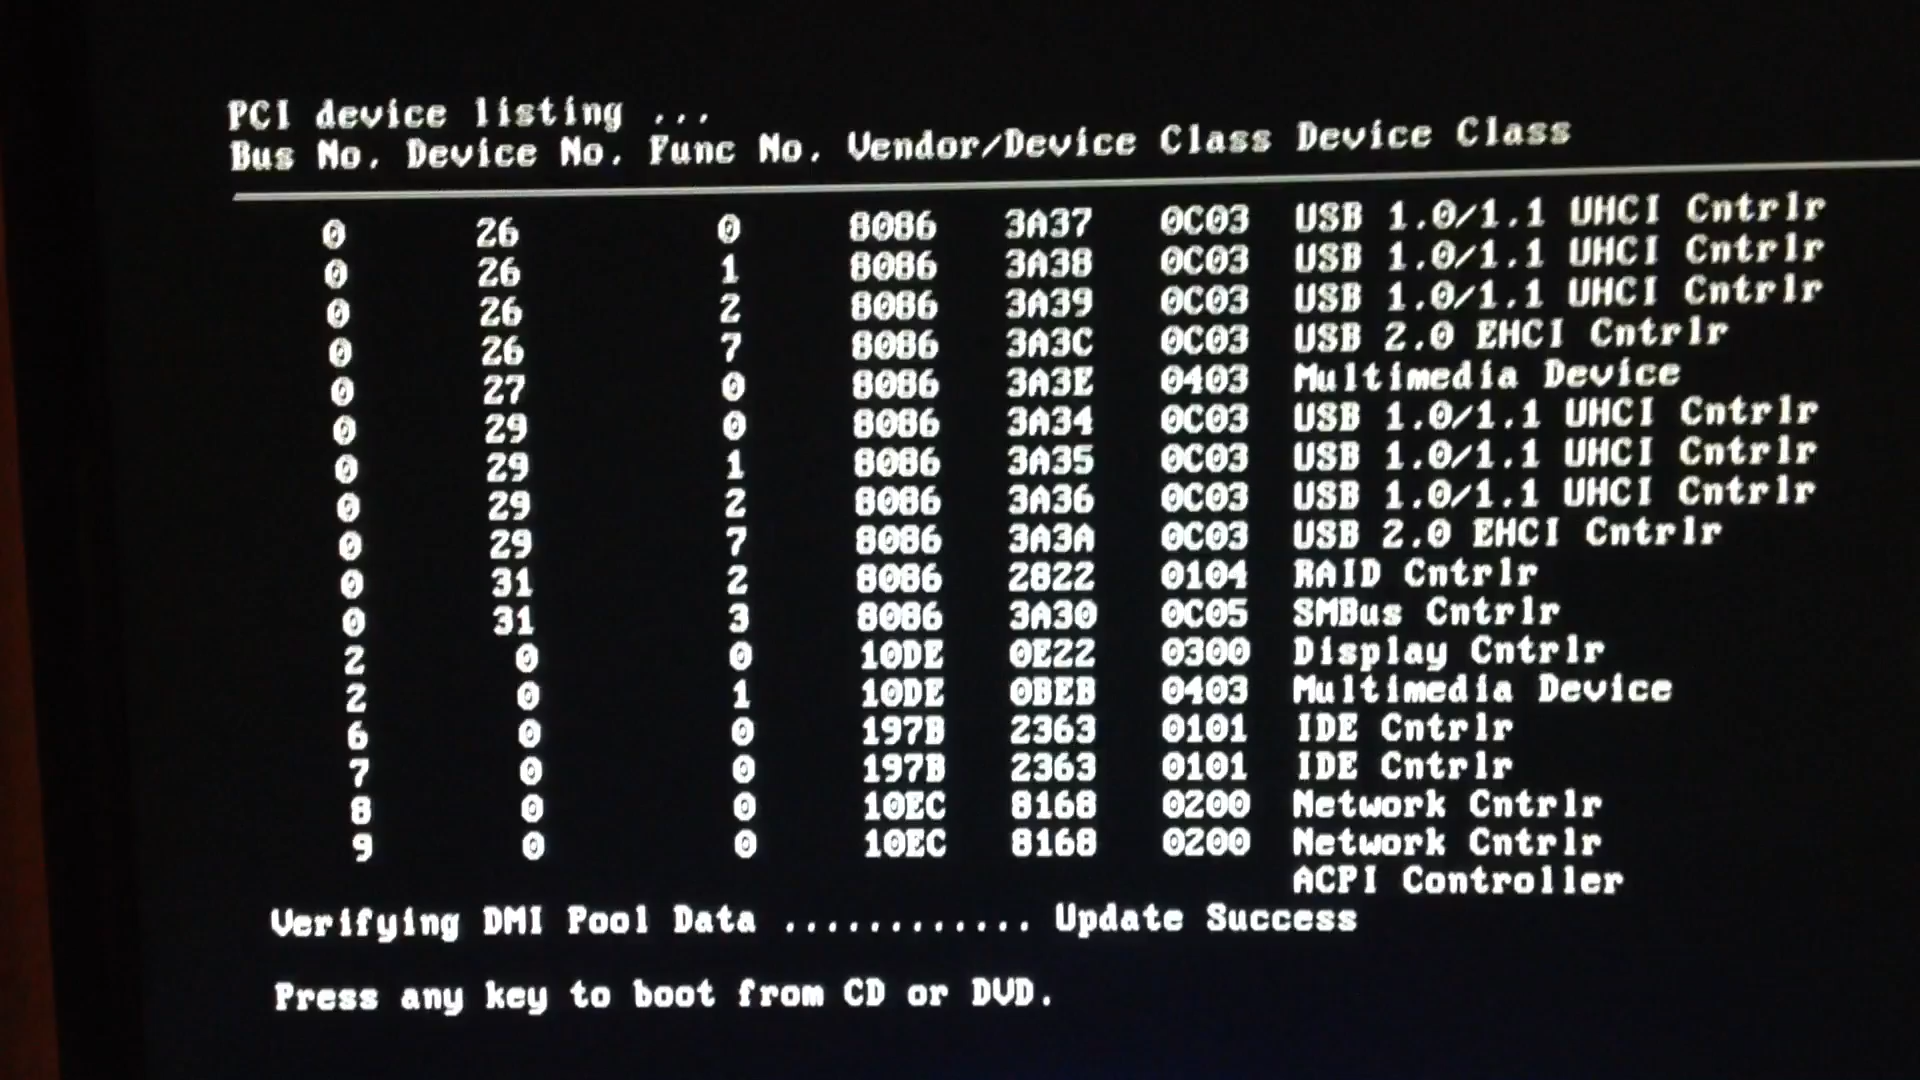 PCI device listing ...
Bus No. Device No. Func No. Vendor/Device Class Device Class
0 26 0 8086 3A37 0C03 USB 1.0/1.1 UHCI Cntrlr
0 26 1 8086 3A38 0C03 USB 1.0/1.1 UHCI Cntrlr
0 26 2 8086 3A39 0C03 USB 1.0/1.1 UHCI Cntrlr
0 26 7 8086 3A3C 0C03 USB 2.0 EHCI Cntrlr
0 27 0 8086 3A3E 0403 Multimedia Device
0 29 0 8086 3A34 0C03 USB 1.0/1.1 UHCI Cntrlr
0 29 1 8086 3A35 0C03 USB 1.0/1.1 UHCI Cntrlr
0 29 2 8086 3A36 0C03 USB 1.0/1.1 UHCI Cntrlr
0 29 7 8086 3A3A 0C03 USB 2.0 EHCI Cntrlr
0 31 2 8086 2822 0104 RAID Cntrlr
0 31 3 8086 3A30 0C05 SMBus Cntrlr
2 0 0 10DE 0E22 0300 Display Cntrlr
2 0 1 10DE 0BEB 0403 Multimedia Device
6 0 0 197B 2363 0101 IDE Cntrlr
7 0 0 197B 2363 0101 IDE Cntrlr
8 0 0 10EC 8168 0200 Network Cntrlr
9 0 0 10EC 8168 0200 Network Cntrlr
ACPI Controller
Verifying DMI Pool Data ............ Update Success
Press any key to boot from CD or DVD.